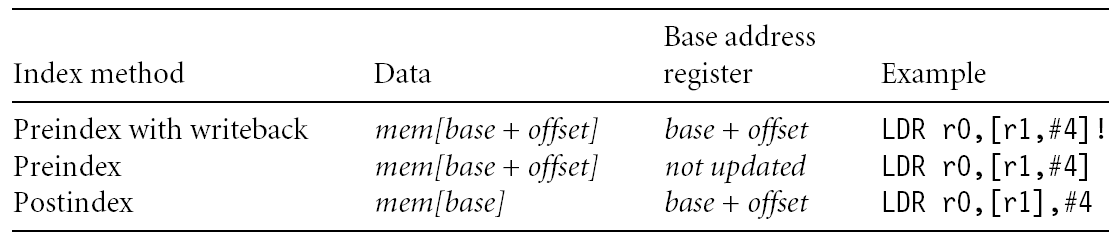 Base address
Index method Data register Example
Preindex with writeback mem[base + offset] base + offset LDR r0,[r1,#4]!
Preindex mem[base + offset] not updated LDR r0,[r1,#4]
Postindex mem[base] base + offset LDR r0,[r1],#4